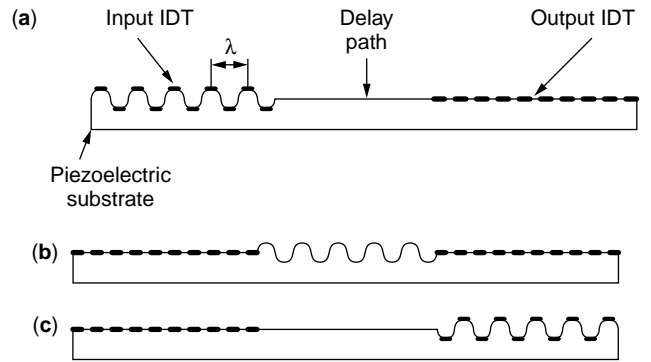 (a)
Input IDT
Delay
path
Output IDT
λ
Piezoelectric
substrate
(b)
(c)